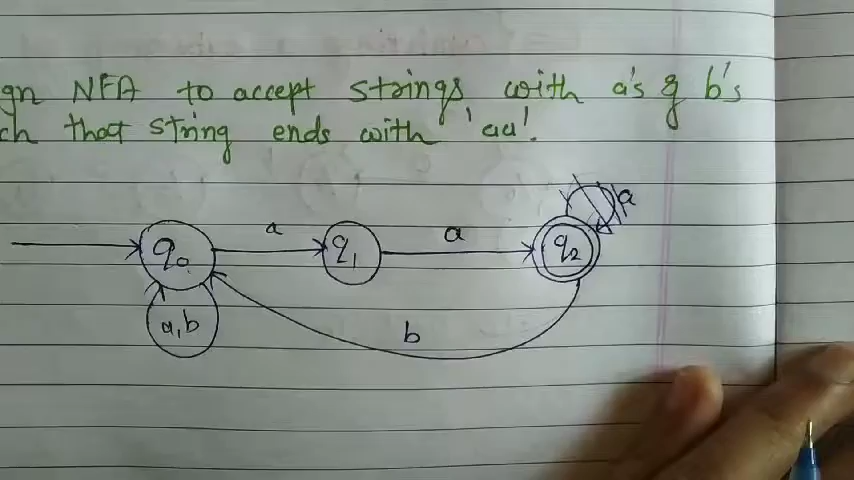 gn NFA to accept strings with a's & b's
ch that string ends with 'aa'.
a
a
a
q0
q1
q2
a,b
b